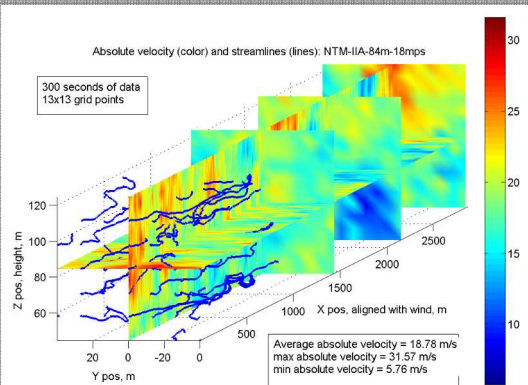 Absolute velocity (color) and streamlines (lines): NTM-IIA-84m-18mps
300 seconds of data
13x13 grid points
30
25
20
15
10
120
100
80
60
Z pos, height, m
20 0 -20 0
Y pos, m
500
1000
1500
2000
2500
X pos, aligned with wind, m
Average absolute velocity = 18.78 m/s
max absolute velocity = 31.57 m/s
min absolute velocity = 5.76 m/s